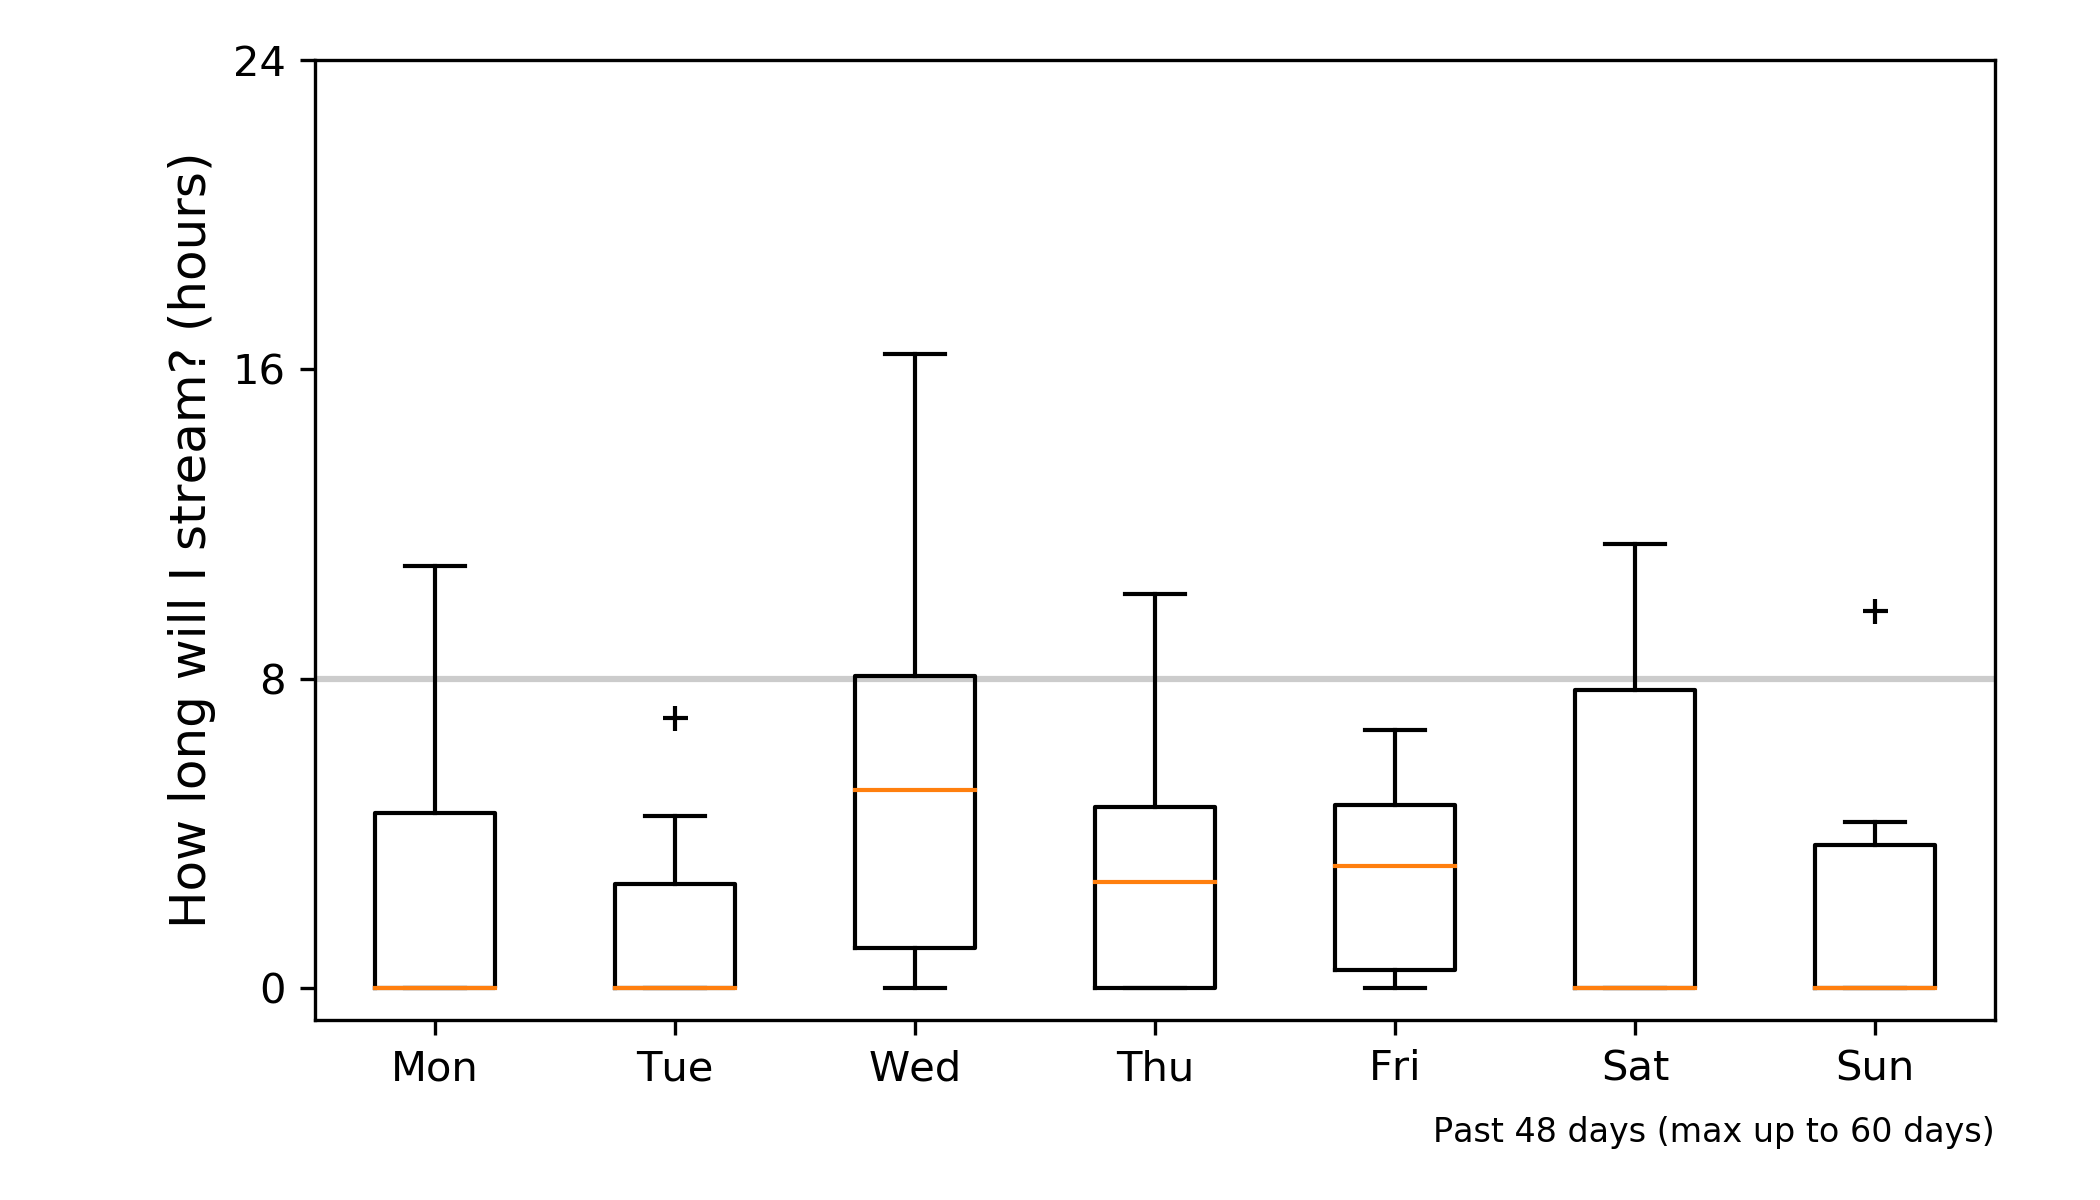 How long will I stream? (hours)
24
16
8
0
Mon Tue Wed Thu Fri Sat Sun
Past 48 days (max up to 60 days)